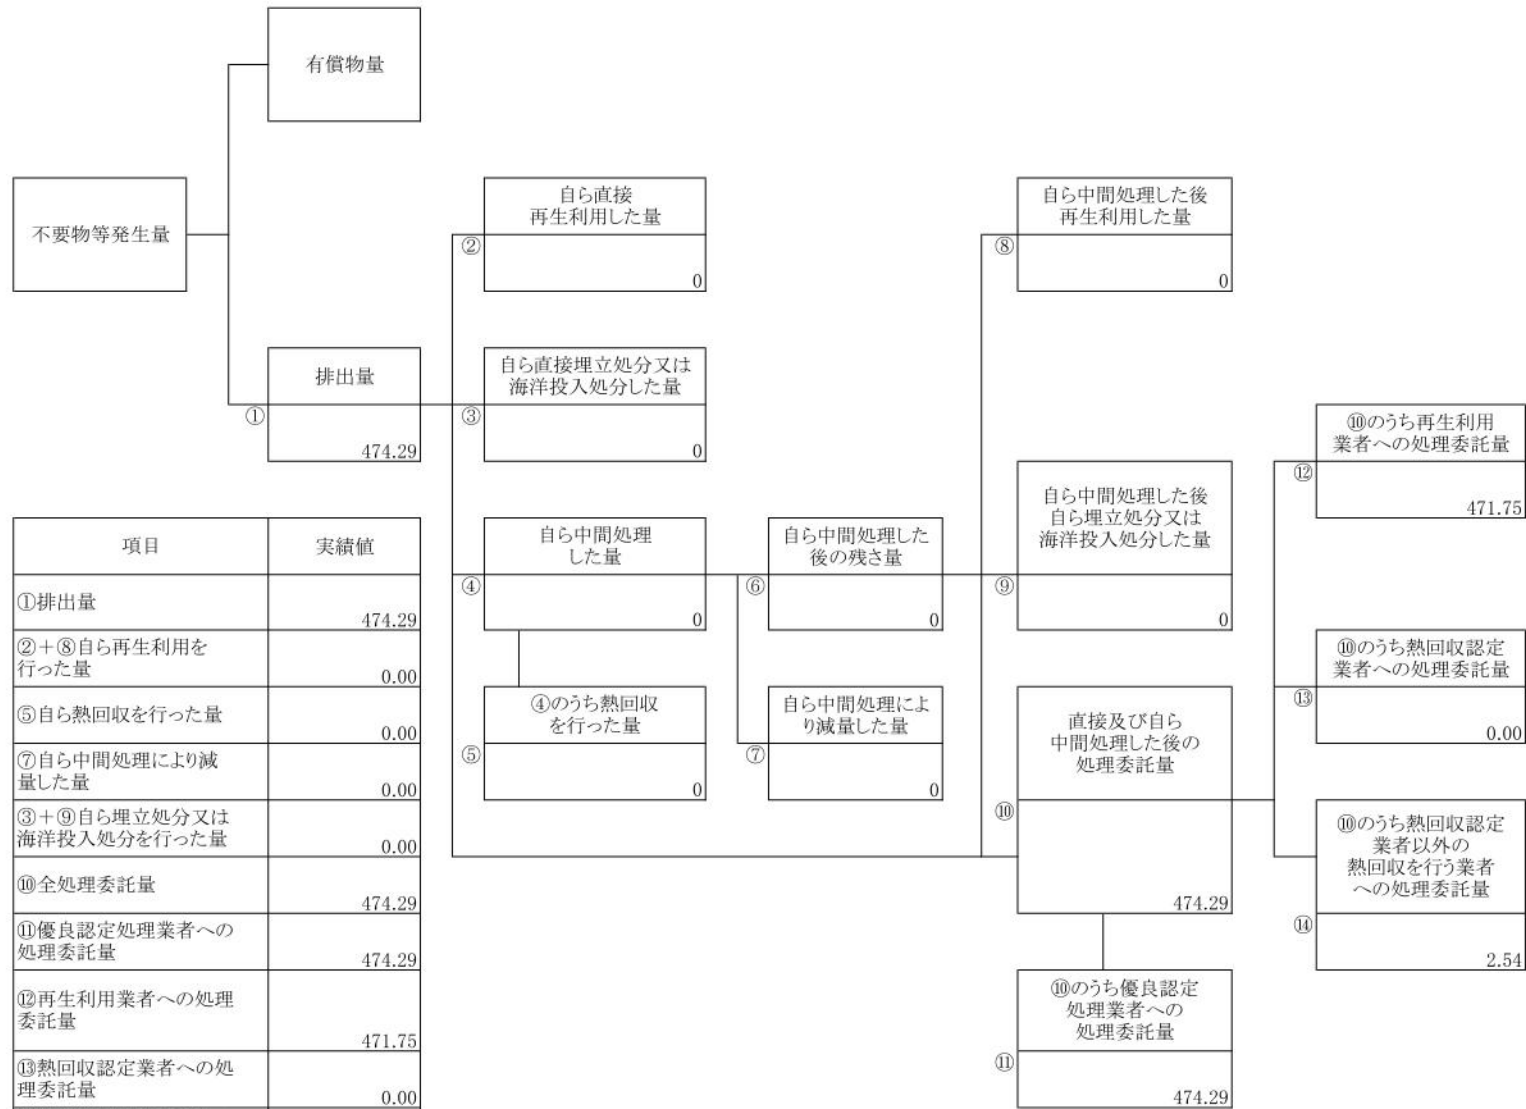 有償物量
不要物等発生量
自ら直接
再生利用した量
②
0
自ら中間処理した後
再生利用した量
⑧
0
排出量
①
474.29
自ら直接埋立処分又は
海洋投入処分した量
③
0
⑩のうち再生利用
業者への処理委託量
⑫
471.75
自ら中間処理した後
自ら埋立処分又は
海洋投入処分した量
⑨
0
自ら中間処理
した量
④
0
自ら中間処理した
後の残さ量
⑥
0
⑩のうち熱回収認定
業者への処理委託量
⑬
0.00
④のうち熱回収
を行った量
⑤
0
自ら中間処理によ
り減量した量
⑦
0
直接及び自ら
中間処理した後の
処理委託量
⑩
474.29
⑩のうち熱回収認定
業者以外の
熱回収を行う業者
への処理委託量
⑭
2.54
⑩のうち優良認定
処理業者への
処理委託量
⑪
474.29
項目
実績値
①排出量
474.29
②＋⑧自ら再生利用を
行った量
0.00
⑤自ら熱回収を行った量
0.00
⑦自ら中間処理により減
量した量
0.00
③＋⑨自ら埋立処分又は
海洋投入処分を行った量
0.00
⑩全処理委託量
474.29
⑪優良認定処理業者への
処理委託量
474.29
⑫再生利用業者への処理
委託量
471.75
⑬熱回収認定業者への処
理委託量
0.00